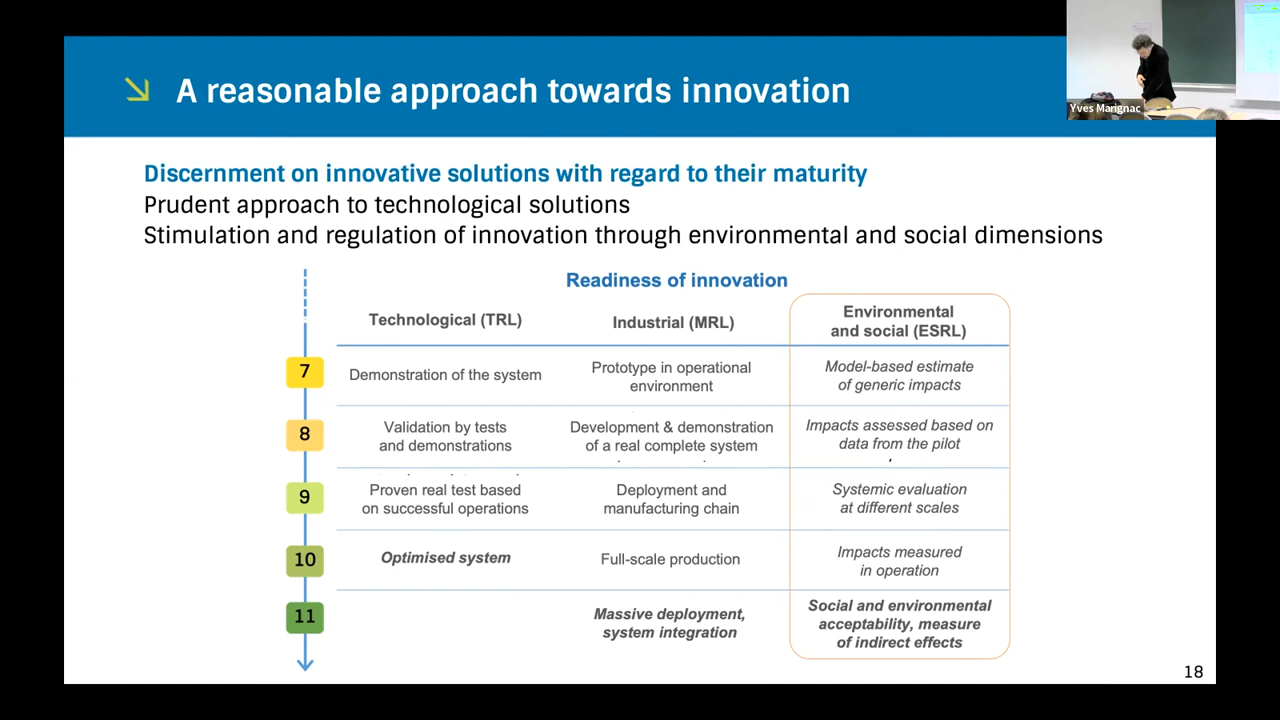 A reasonable approach towards innovation
Yves Marignac
Discernment on innovative solutions with regard to their maturity
Prudent approach to technological solutions
Stimulation and regulation of innovation through environmental and social dimensions
Readiness of innovation
Technological (TRL)
Industrial (MRL)
Environmental
and social (ESRL)
7
Demonstration of the system
Prototype in operational
environment
Model-based estimate
of generic impacts
8
Validation by tests
and demonstrations
Development & demonstration
of a real complete system
Impacts assessed based on
data from the pilot
9
Proven real test based
on successful operations
Deployment and
manufacturing chain
Systemic evaluation
at different scales
10
Optimised system
Full-scale production
Impacts measured
in operation
11
Massive deployment,
system integration
Social and environmental
acceptability, measure
of indirect effects
18